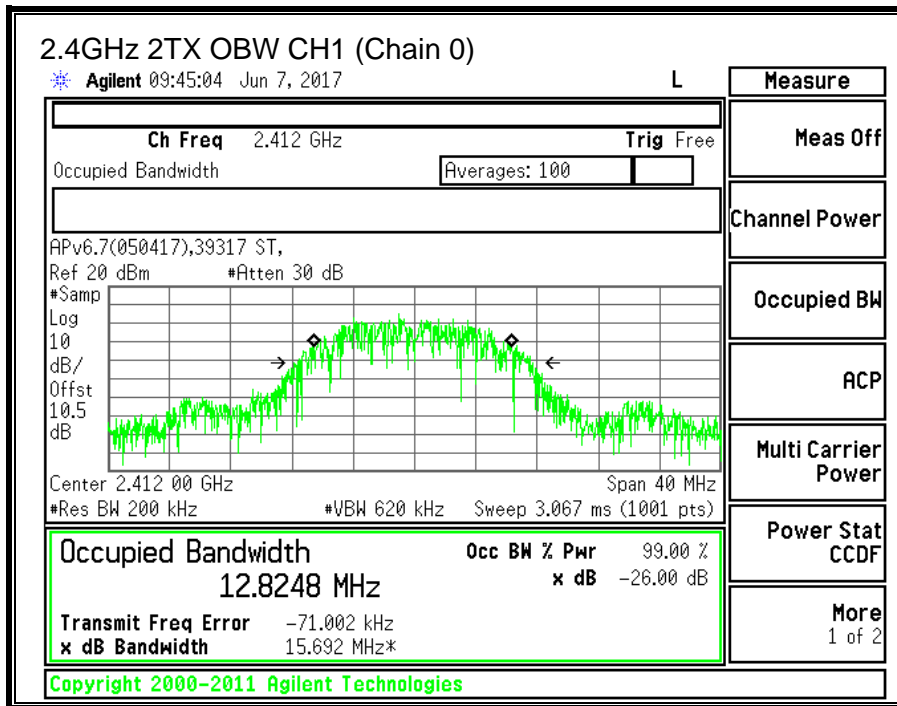 2.4GHz 2TX OBW CH1 (Chain 0)
Agilent 09:45:04 Jun 7, 2017 L
Ch Freq 2.412 GHz Trig Free
Occupied Bandwidth Averages: 100
APv6.7(050417),39317 ST,
Ref 20 dBm #Atten 30 dB
#Samp
Log
10
dB/
Offst
10.5
dB
Center 2.412 00 GHz Span 40 MHz
#Res BW 200 kHz #VBW 620 kHz Sweep 3.067 ms (1001 pts)
Occupied Bandwidth Occ BW % Pwr 99.00 %
12.8248 MHz x dB -26.00 dB
Transmit Freq Error -71.002 kHz
x dB Bandwidth 15.692 MHz*
Copyright 2000-2011 Agilent Technologies
Measure
Meas Off
Channel Power
Occupied BW
ACP
Multi Carrier
Power
Power Stat
CCDF
More
1 of 2